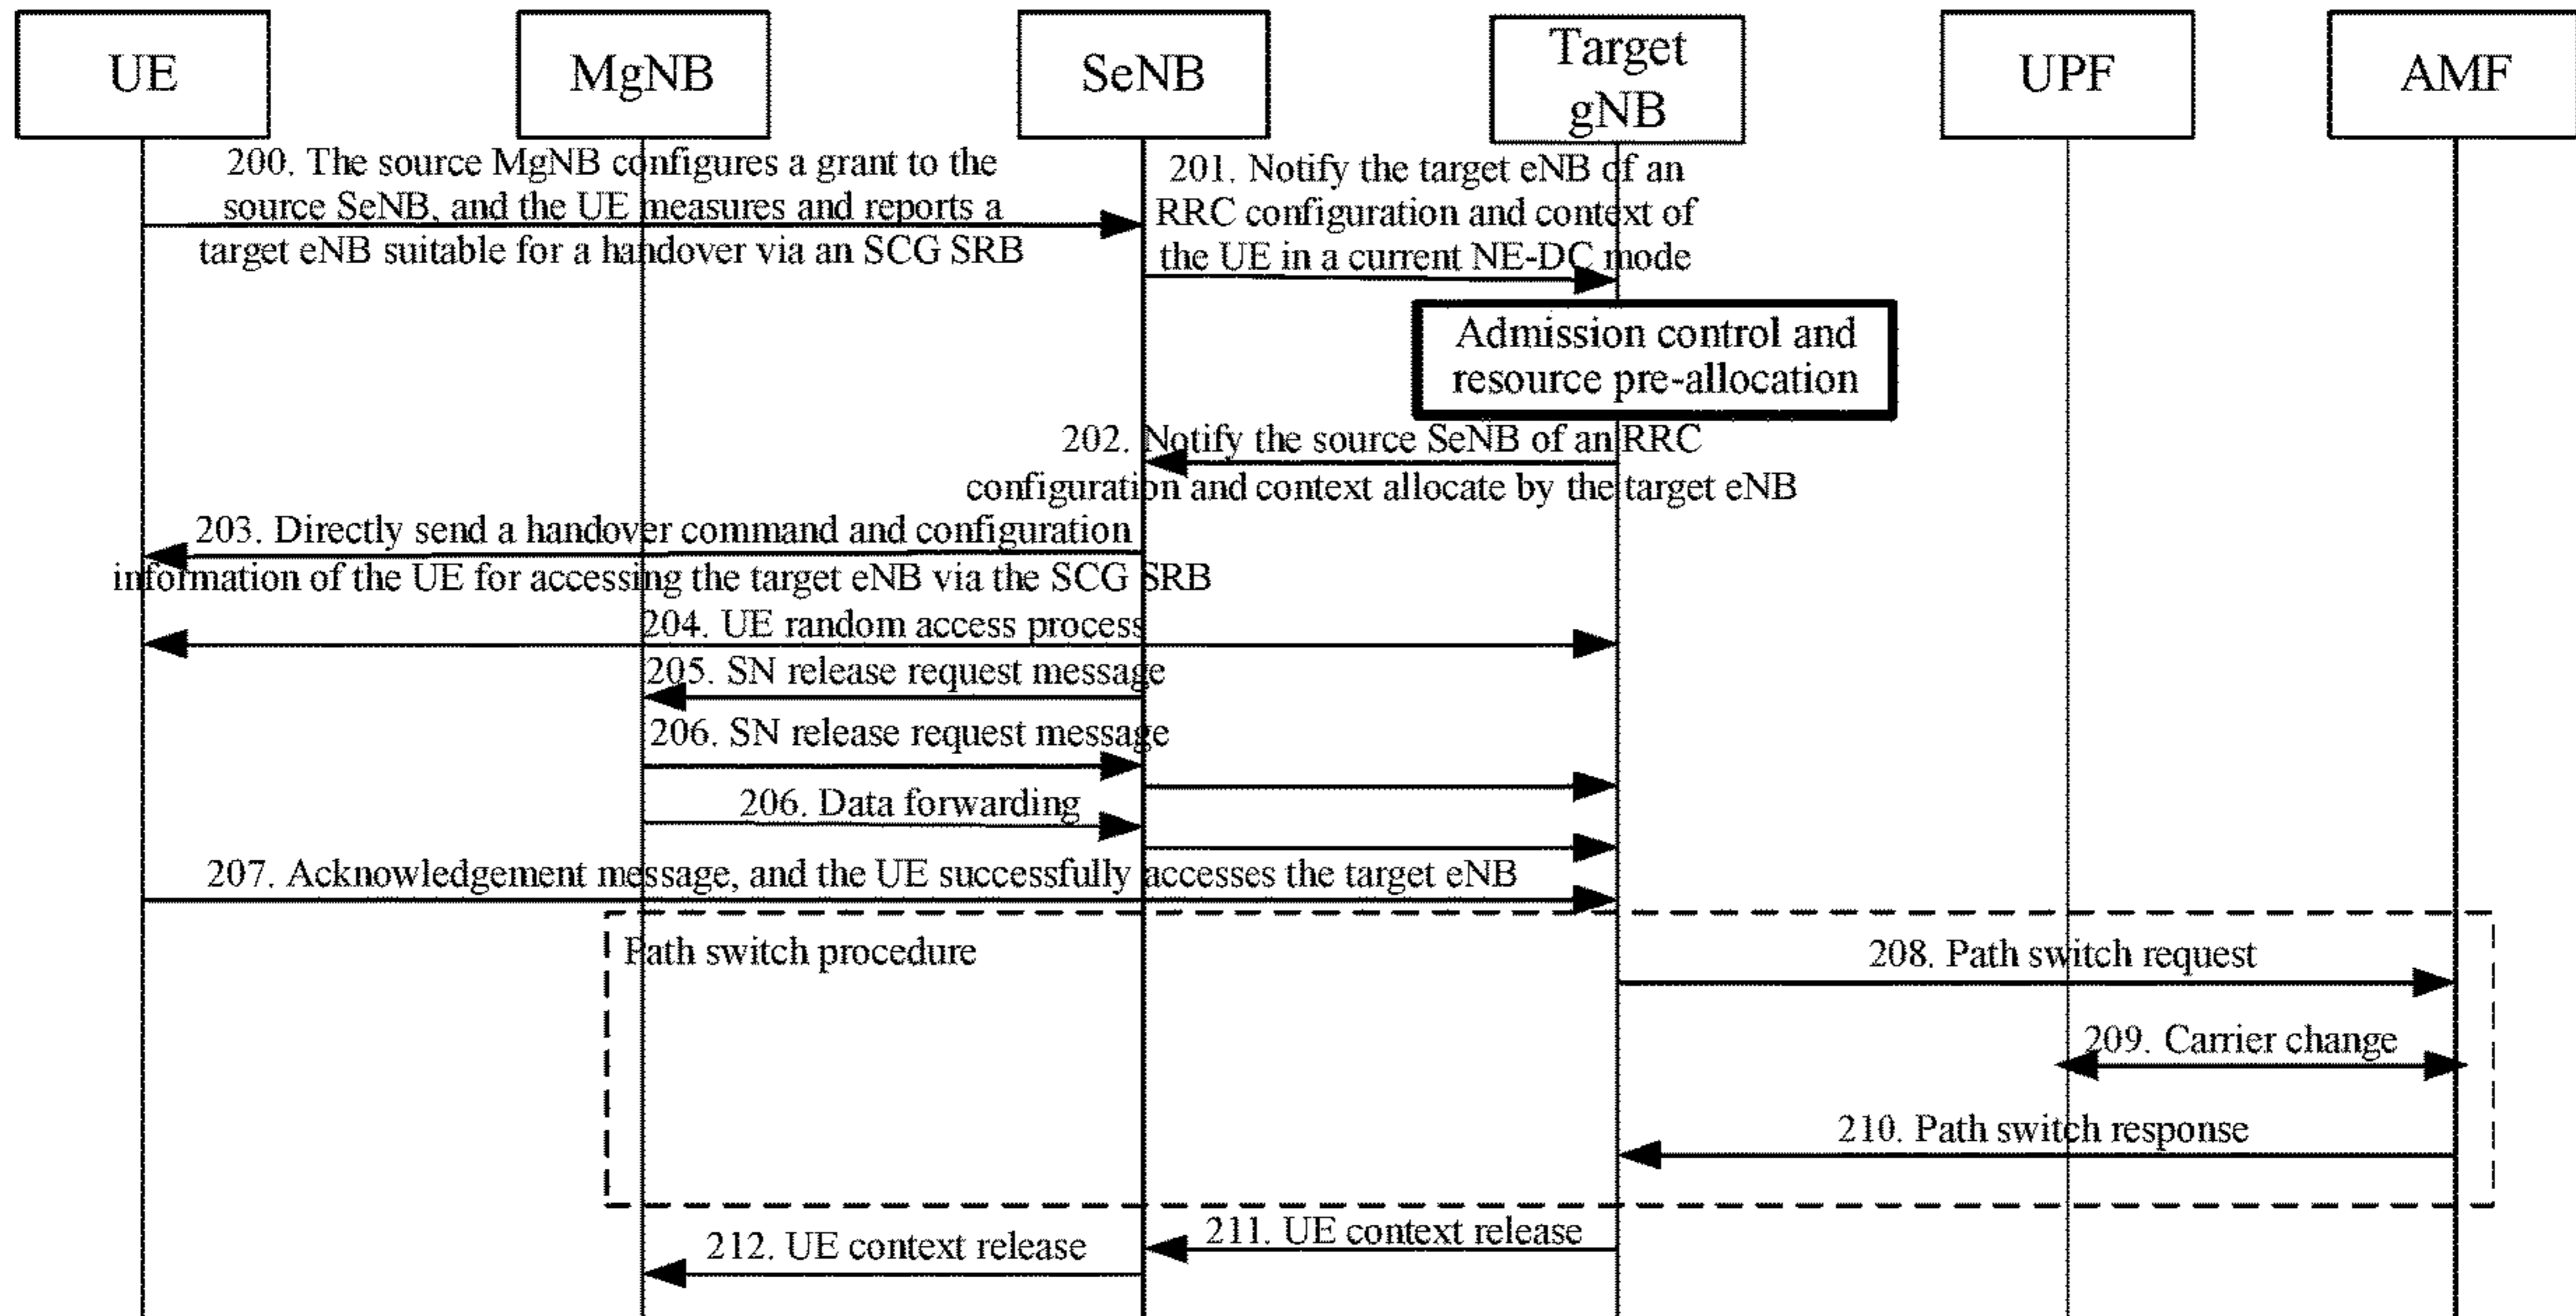 UE
MgNB
SeNB
Target
gNB
UPF
AMF
200. The source MgNB configures a grant to the
source SeNB, and the UE measures and reports a
target eNB suitable for a handover via an SCG SRB
201. Notify the target eNB of an
RRC configuration and context of
the UE in a current NE-DC mode
Admission control and
resource pre-allocation
202. Notify the source SeNB of an RRC
configuration and context allocate by the target eNB
203. Directly send a handover command and configuration
information of the UE for accessing the target eNB via the SCG SRB
204. UE random access process
205. SN release request message
206. SN release request message
206. Data forwarding
207. Acknowledgement message, and the UE successfully accesses the target eNB
Path switch procedure
208. Path switch request
209. Carrier change
210. Path switch response
211. UE context release
212. UE context release